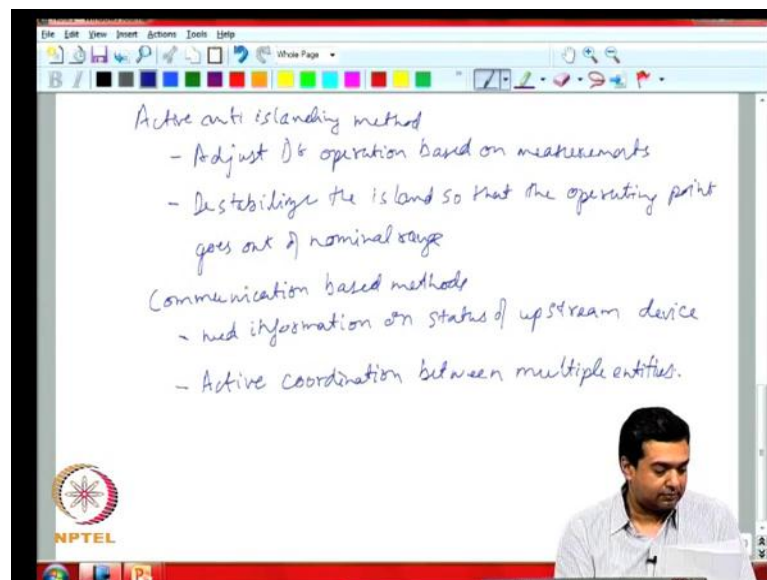 File Edit View Insert Actions Tools Help
Whole Page
B I
Active anti islanding method
- Adjust DG operation based on measurements
- Destabilize the island so that the operating point
goes out of nominal range
Communication based methods
- need information on status of upstream device
- Active coordination between multiple entities.
NPTEL